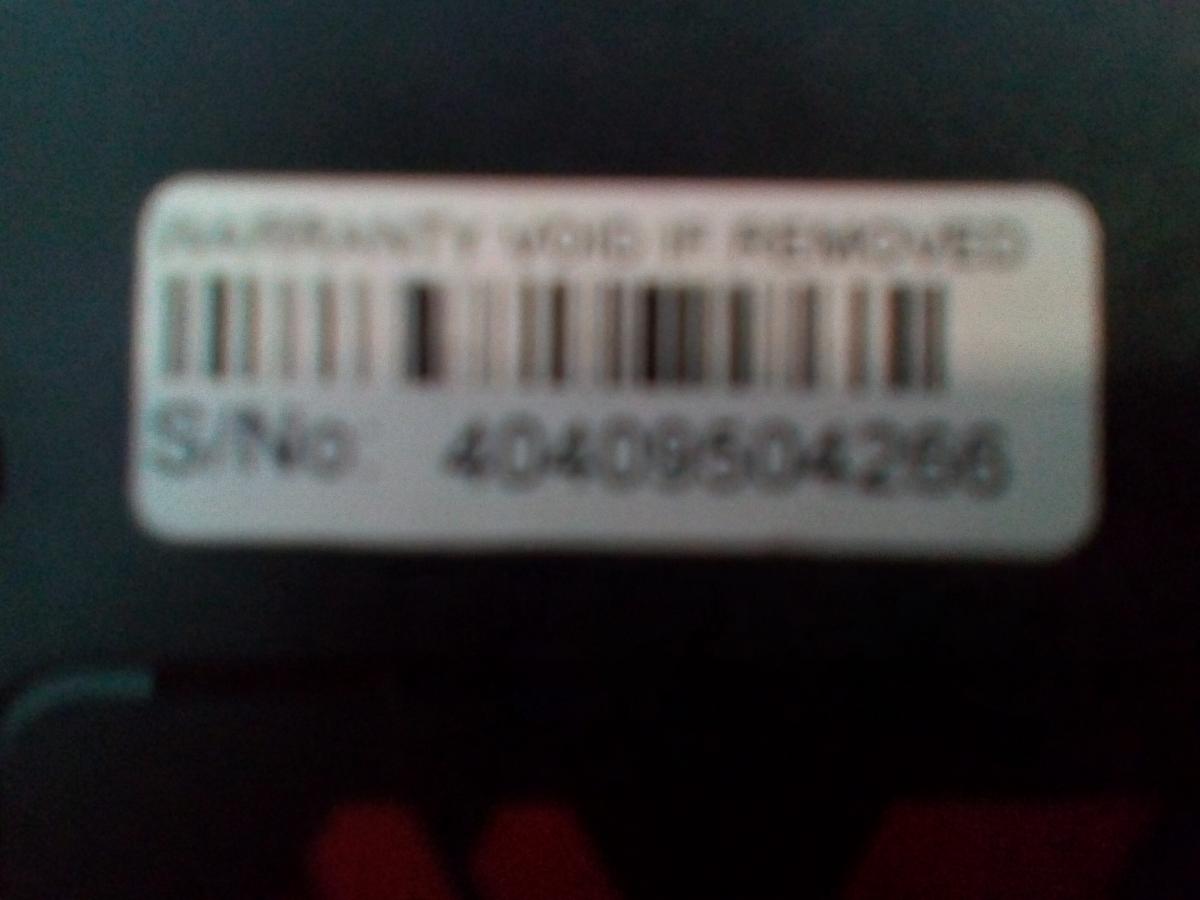 WARRANTY VOID IF REMOVED
S/No 40409504266